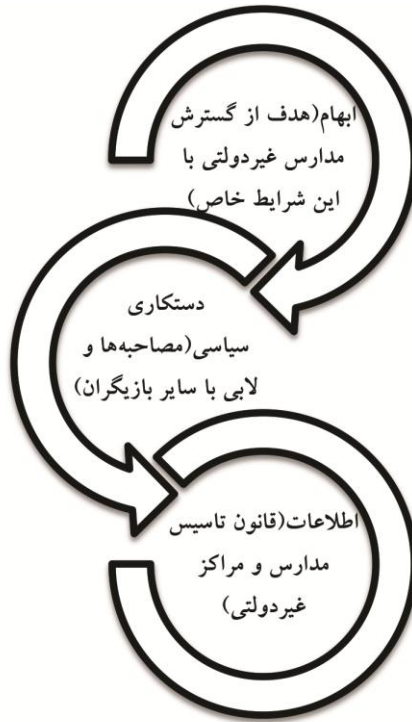 ابهام(هدف از گسترش
مدارس غیردولتی با
این شرایط خاص)
دستکاری
سیاسی(مصاحبه‌ها و
لابی با سایر بازیگران)
اطلاعات(قانون تاسیس
مدارس و مراکز
غیردولتی)